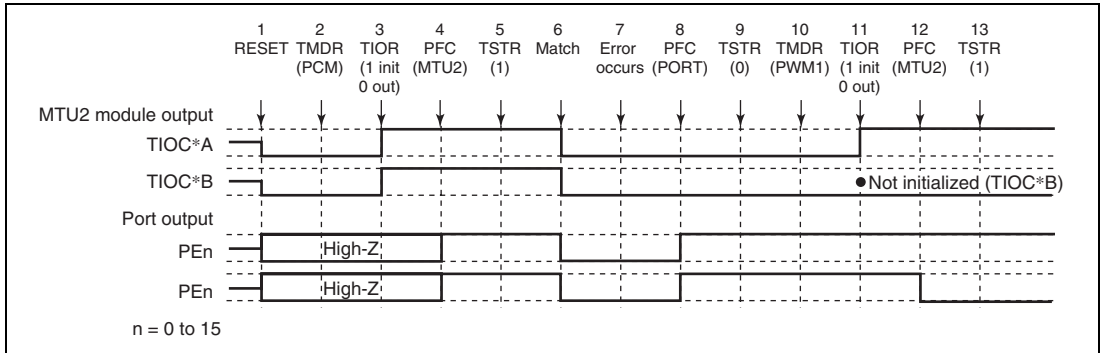 1 2 3 4 5 6 7 8 9 10 11 12 13
RESET TMDR TIOR PFC TSTR Match Error PFC TSTR TMDR TIOR PFC TSTR
(PCM) (1 init (MTU2) (1) occurs (PORT) (0) (PWM1) (1 init (MTU2) (1)
0 out) 0 out)
MTU2 module output
TIOC*A
TIOC*B
●Not initialized (TIOC*B)
Port output
PEn
High-Z
PEn
High-Z
n = 0 to 15